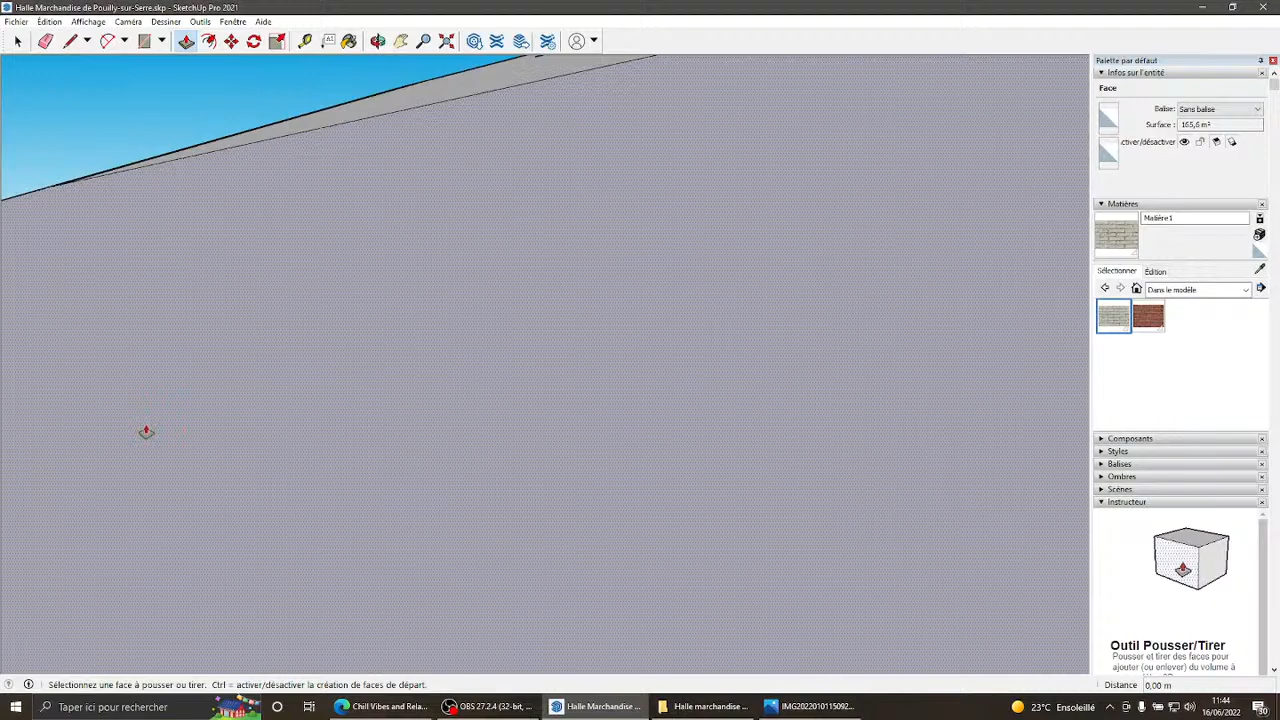 Halle Marchandise de Pouilly-sur-Serre.skp - SketchUp Pro 2021
Fichier Édition Affichage Caméra Dessiner Outils Fenêtre Aide
Palette par défaut
Infos sur l'entité
Face
Balise: Sans balise
Surface : 165,6 m²
:ctiver/désactiver
Matières
Matière1
Sélectionner Édition
Dans le modèle
Composants
Styles
Balises
Ombres
Scènes
Instructeur
Outil Pousser/Tirer
Pousser et tirer des faces pour
ajouter (ou enlever) du volume à
Sélectionnez une face à pousser ou tirer. Ctrl = activer/désactiver la création de faces de départ.
Distance 0,00 m
Taper ici pour rechercher
Chill Vibes and Rela...
OBS 27.2.4 (32-bit, ...
Halle Marchandise ...
Halle marchandise ...
IMG2022010115092...
23°C Ensoleillé
11:44
16/06/2022